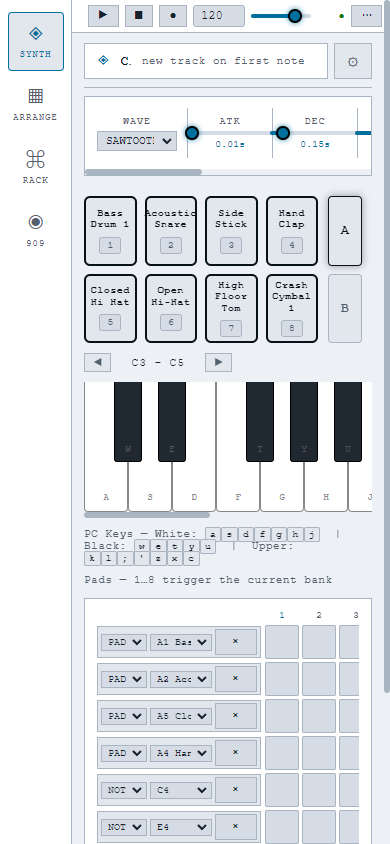 120
SYNTH
ARRANGE
RACK
909
C. new track on first note
WAVE ATK DEC
SAWTOOTH 0.01s 0.15s
Bass Drum 1 1
Acoustic Snare 2
Side Stick 3
Hand Clap 4
A
Closed Hi Hat 5
Open Hi-Hat 6
High Floor Tom 7
Crash Cymbal 1 8
B
C3 – C5
W E T Y U
A S D F G H J
PC Keys — White: a s d f g h j |
Black: w e t y u | Upper:
k l ; ' z x c
Pads — 1…8 trigger the current bank
1 2 3
PAD A1 Bas ×
PAD A2 Aco ×
PAD A5 Clo ×
PAD A4 Han ×
NOT C4 ×
NOT E4 ×